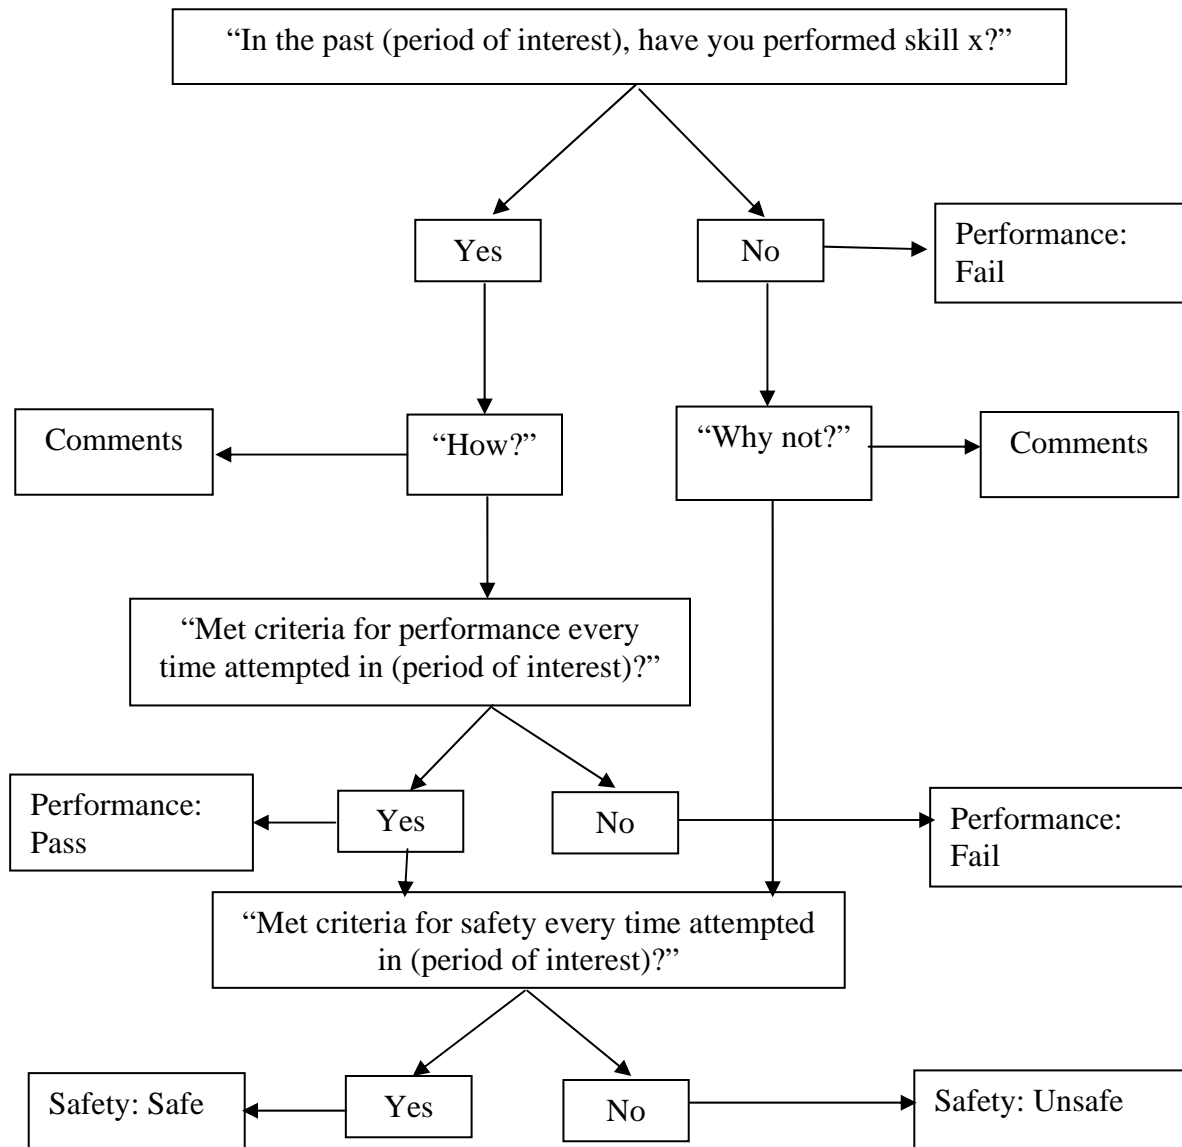 “In the past (period of interest), have you performed skill x?”
Yes
No
Performance:
Fail
Comments
“How?”
“Why not?”
Comments
“Met criteria for performance every
time attempted in (period of interest)?”
Performance:
Pass
Yes
No
Performance:
Fail
“Met criteria for safety every time attempted
in (period of interest)?”
Safety: Safe
Yes
No
Safety: Unsafe